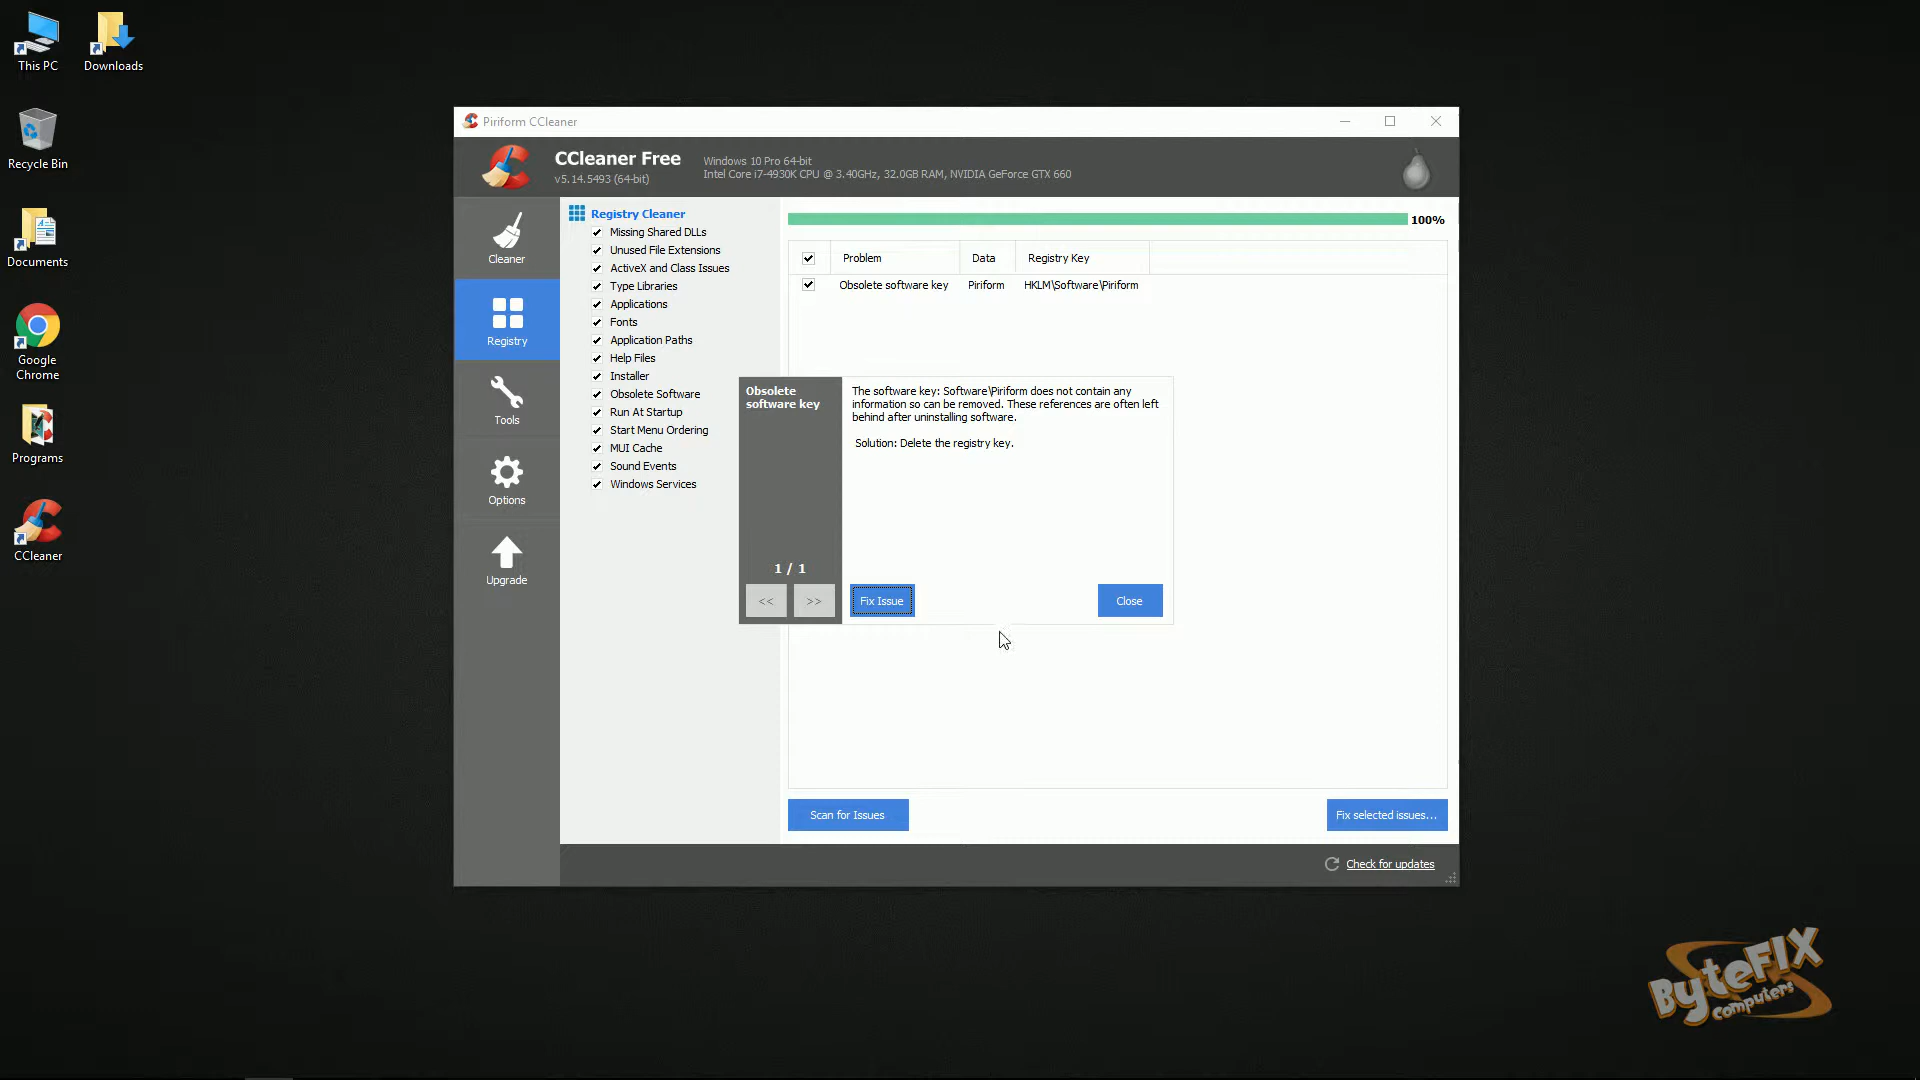 This PC
Downloads
Recycle Bin
Documents
Google
Chrome
Programs
CCleaner
Piriform CCleaner
CCleaner Free
v5.14.5493 (64-bit)
Windows 10 Pro 64-bit
Intel Core i7-4930K CPU @ 3.40GHz, 32.0GB RAM, NVIDIA GeForce GTX 660
Cleaner
Registry
Tools
Options
Upgrade
Registry Cleaner
Missing Shared DLLs
Unused File Extensions
ActiveX and Class Issues
Type Libraries
Applications
Fonts
Application Paths
Help Files
Installer
Obsolete Software
Run At Startup
Start Menu Ordering
MUI Cache
Sound Events
Windows Services
100%
Problem Data Registry Key
Obsolete software key Piriform HKLM\Software\Piriform
Obsolete
software key
The software key: Software\Piriform does not contain any
information so can be removed. These references are often left
behind after uninstalling software.
Solution: Delete the registry key.
1 / 1
<< >> Fix Issue Close
Scan for Issues Fix selected issues...
Check for updates
ByteFIX
Computers